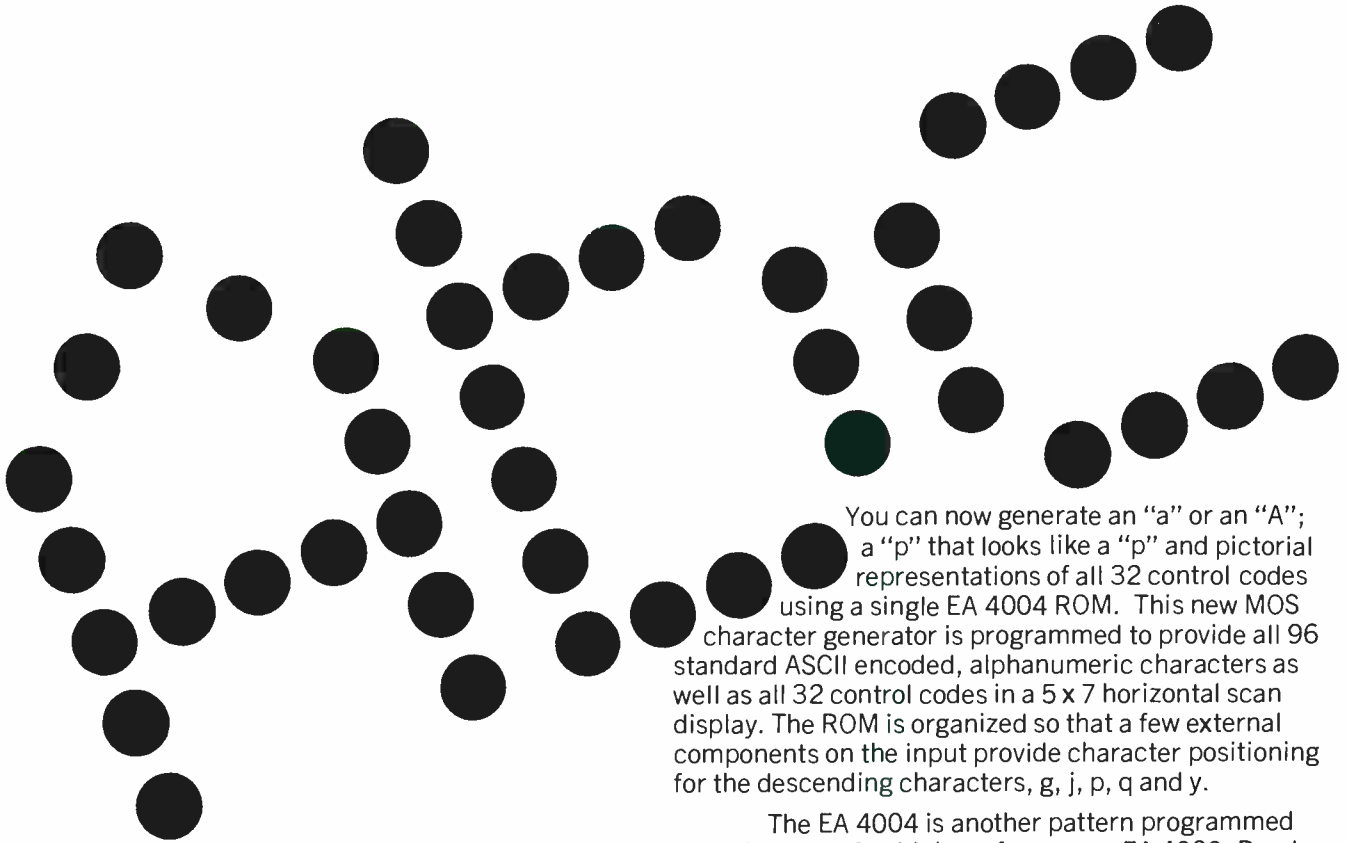 ABC
You can now generate an “a” or an “A”;
a “p” that looks like a “p” and pictorial
representations of all 32 control codes
using a single EA 4004 ROM. This new MOS
character generator is programmed to provide all 96
standard ASCII encoded, alphanumeric characters as
well as all 32 control codes in a 5 x 7 horizontal scan
display. The ROM is organized so that a few external
components on the input provide character positioning
for the descending characters, g, j, p, q and y.
The EA 4004 is another pattern programmed